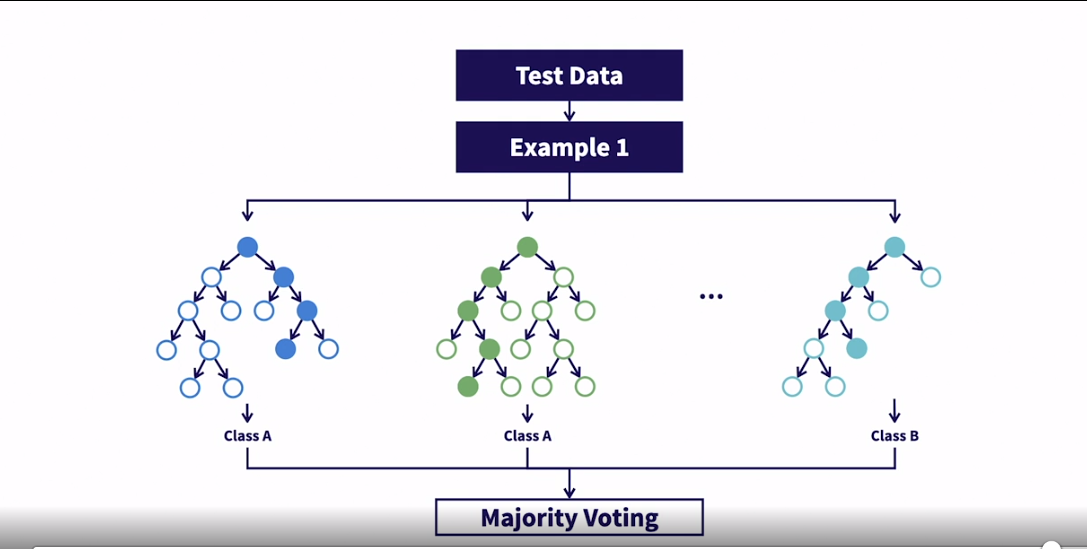 Test Data
Example 1
...
Class A
Class A
Class B
Majority Voting